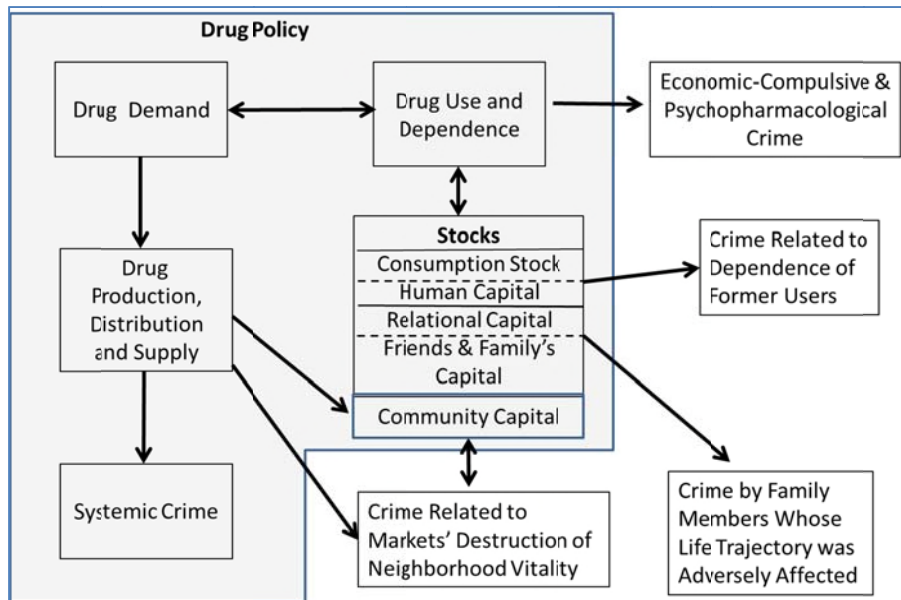 Drug Policy
Drug Demand
Drug Use and
Dependence
Economic-Compulsive &
Psychopharmacological
Crime
Stocks
Consumption Stock
Human Capital
Relational Capital
Friends & Family's
Capital
Community Capital
Crime Related to
Dependence of
Former Users
Drug
Production,
Distribution
and Supply
Systemic Crime
Crime Related to
Markets' Destruction of
Neighborhood Vitality
Crime by Family
Members Whose
Life Trajectory was
Adversely Affected